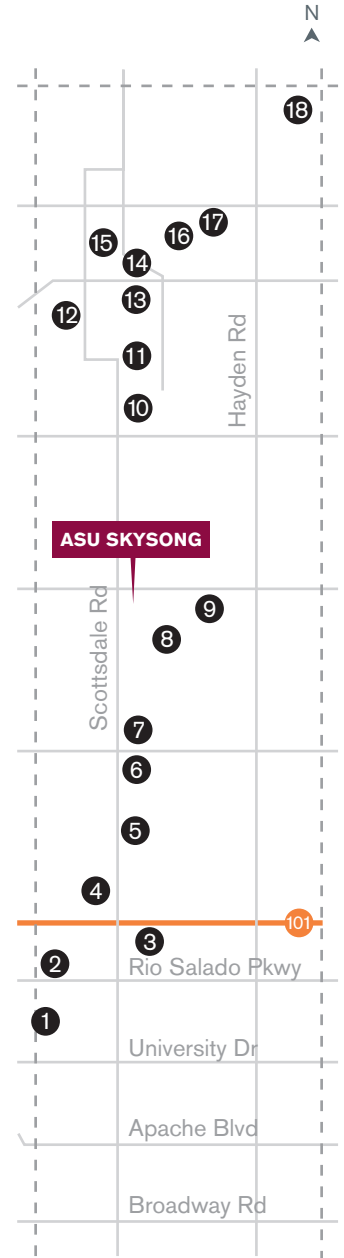 N
18
17
16
15
14
13
12
11
Hayden Rd
10
ASU SKYSONG
Scottsdale Rd
9
8
7
6
5
4
101
3
2
Rio Salado Pkwy
1
University Dr
Apache Blvd
Broadway Rd